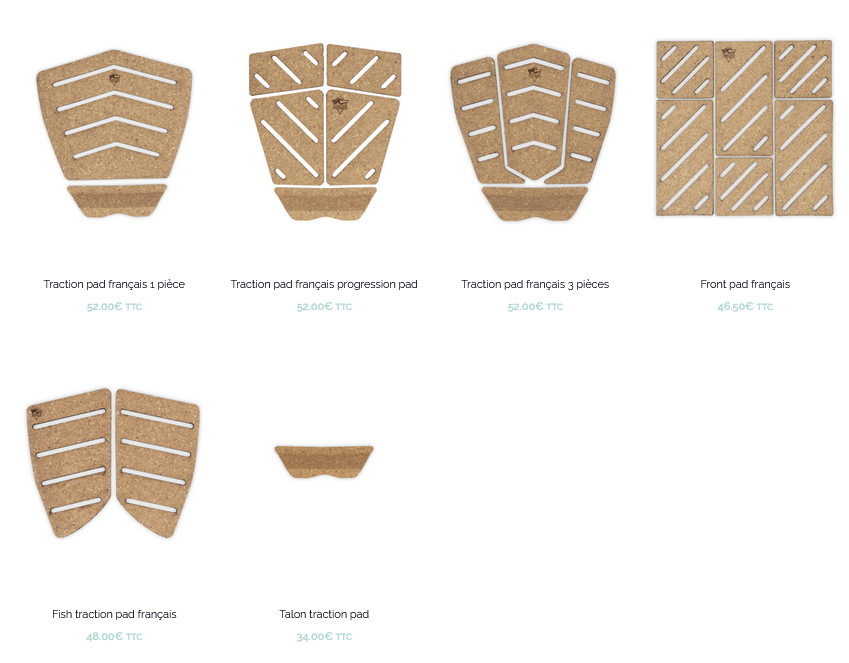 Traction pad français 1 pièce
52.00€ TTC
Traction pad français progression pad
52.00€ TTC
Traction pad français 3 pièces
52.00€ TTC
Front pad français
46.50€ TTC
Fish traction pad français
48.00€ TTC
Talon traction pad
34.00€ TTC